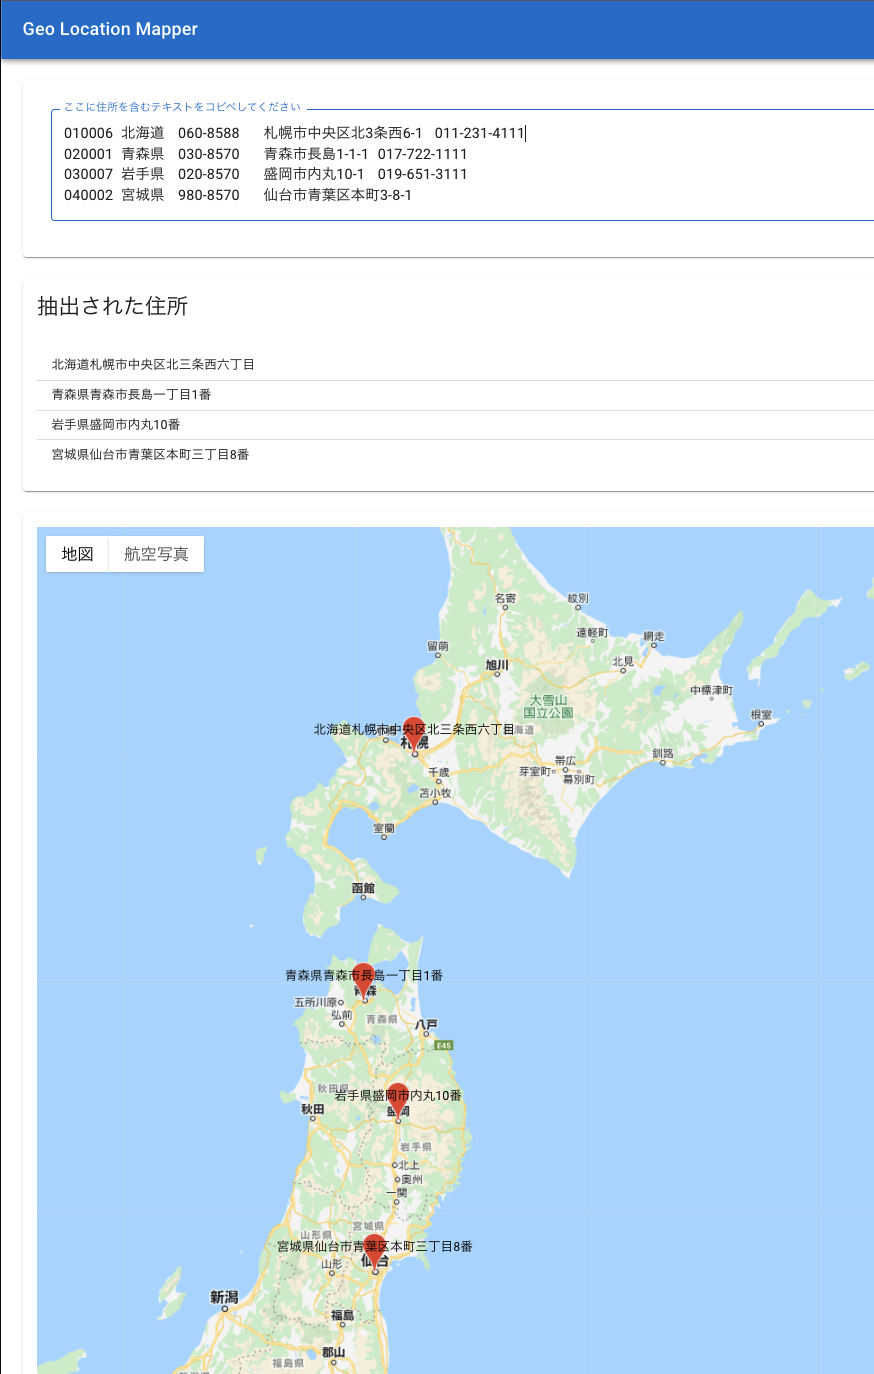 Geo Location Mapper
ここに住所を含むテキストをコピペしてください
010006 北海道 060-8588 札幌市中央区北3条西6-1 011-231-4111
020001 青森県 030-8570 青森市長島1-1-1 017-722-1111
030007 岩手県 020-8570 盛岡市内丸10-1 019-651-3111
040002 宮城県 980-8570 仙台市青葉区本町3-8-1
抽出された住所
北海道札幌市中央区北三条西六丁目
青森県青森市長島一丁目1番
岩手県盛岡市内丸10番
宮城県仙台市青葉区本町三丁目8番
地図 航空写真
名寄
紋別
遠軽町
網走
留萌
旭川
北見
中標津町
大雪山
国立公園
根室
北海道札幌市中央区北三条西六丁目
札幌
釧路
帯広
千歳
芽室町
幕別町
苫小牧
室蘭
函館
青森県青森市長島一丁目1番
青森
五所川原
弘前
青森県
八戸
E45
秋田県
岩手県盛岡市内丸10番
秋田
盛岡
岩手県
北上
奥州
一関
宮城県
山形県
宮城県仙台市青葉区本町三丁目8番
仙台
山形
新潟
福島
郡山
福島県